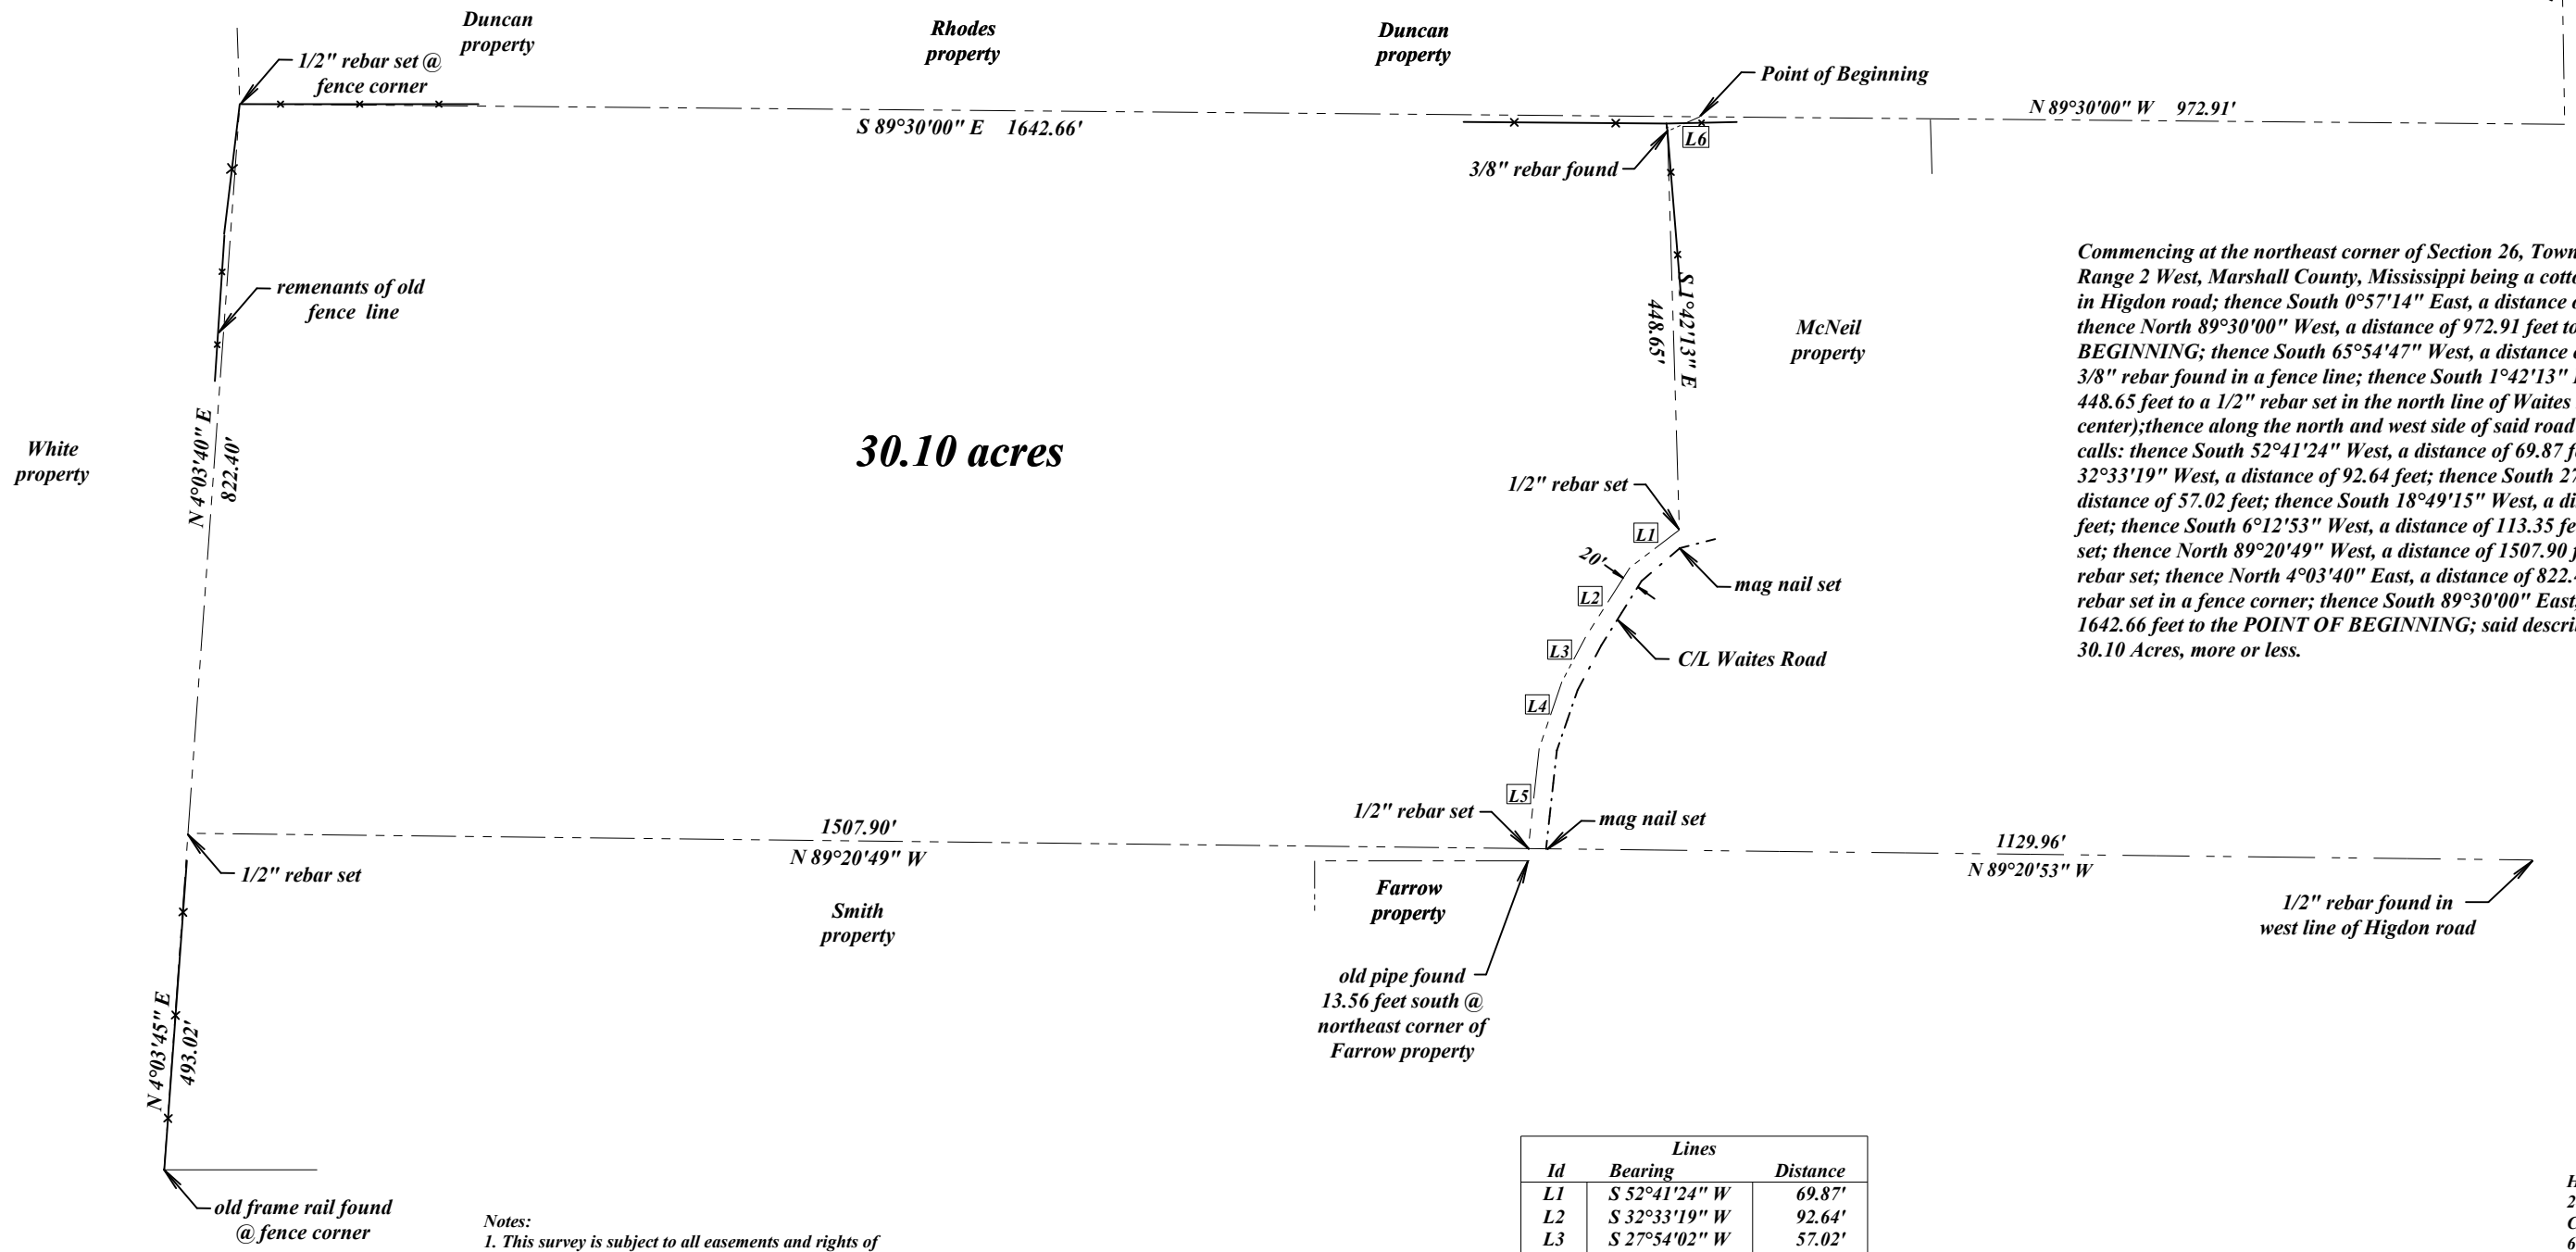 Duncan
property
Rhodes
property
Duncan
property
1/2" rebar set @
fence corner
Point of Beginning
N 89°30'00" W 972.91'
S 89°30'00" E 1642.66'
L6
3/8" rebar found
remenants of old
fence line
S 1°42'13" E
448.65'
McNeil
property
Commencing at the northeast corner of Section 26,
Range 2 West, Marshall County, Mississippi being a
in Higdon road; thence South 0°57'14" East, a distance
thence North 89°30'00" West, a distance of 972.91 feet to
BEGINNING; thence South 65°54'47" West, a distance
3/8" rebar found in a fence line; thence South 1°42'13"
448.65 feet to a 1/2" rebar set in the north line of Waites
center);thence along the north and west side of said road
calls: thence South 52°41'24" West, a distance of 69.87
32°33'19" West, a distance of 92.64 feet; thence South
distance of 57.02 feet; thence South 18°49'15" West, a
feet; thence South 6°12'53" West, a distance of 113.35
set; thence North 89°20'49" West, a distance of 1507.90
rebar set; thence North 4°03'40" East, a distance of
rebar set in a fence corner; thence South 89°30'00" East,
1642.66 feet to the POINT OF BEGINNING; said
30.10 Acres, more or less.
White
property
N 4°03'40" E
822.40'
30.10 acres
1/2" rebar set
L1
20'
mag nail set
L2
L3
C/L Waites Road
L4
L5
1/2" rebar set
mag nail set
1507.90'
N 89°20'49" W
1129.96'
N 89°20'53" W
1/2" rebar set
Smith
property
Farrow
property
1/2" rebar found in
west line of Higdon road
old pipe found
13.56 feet south @
northeast corner of
Farrow property
N 4°03'45" E
493.02'
old frame rail found
@ fence corner
Notes:
1. This survey is subject to all easements and rights of
Lines
Id Bearing Distance
L1 S 52°41'24" W 69.87'
L2 S 32°33'19" W 92.64'
L3 S 27°54'02" W 57.02'